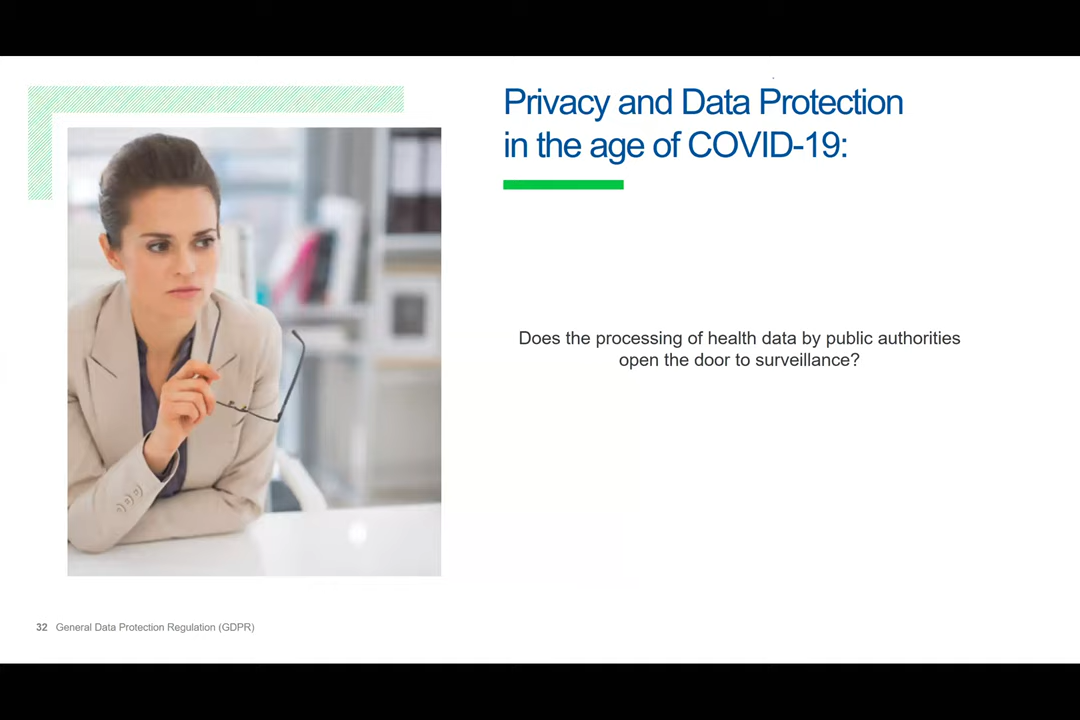 Privacy and Data Protection
in the age of COVID-19:
Does the processing of health data by public authorities
open the door to surveillance?
32 General Data Protection Regulation (GDPR)